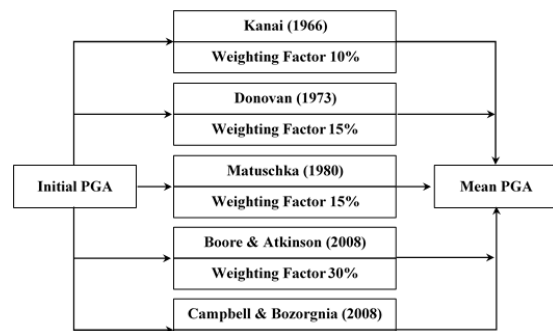 Kanai (1966)
Weighting Factor 10%
Donovan (1973)
Weighting Factor 15%
Initial PGA
Matuschka (1980)
Weighting Factor 15%
Mean PGA
Boore & Atkinson (2008)
Weighting Factor 30%
Campbell & Bozorgnia (2008)